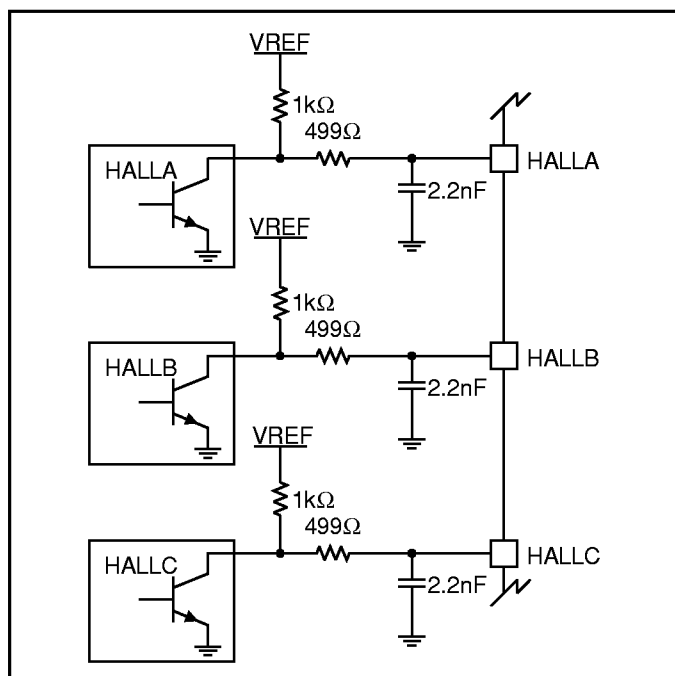 VREF
1kΩ
499Ω
HALLA
HALLA
2.2nF
VREF
1kΩ
499Ω
HALLB
HALLB
2.2nF
VREF
1kΩ
499Ω
HALLC
HALLC
2.2nF